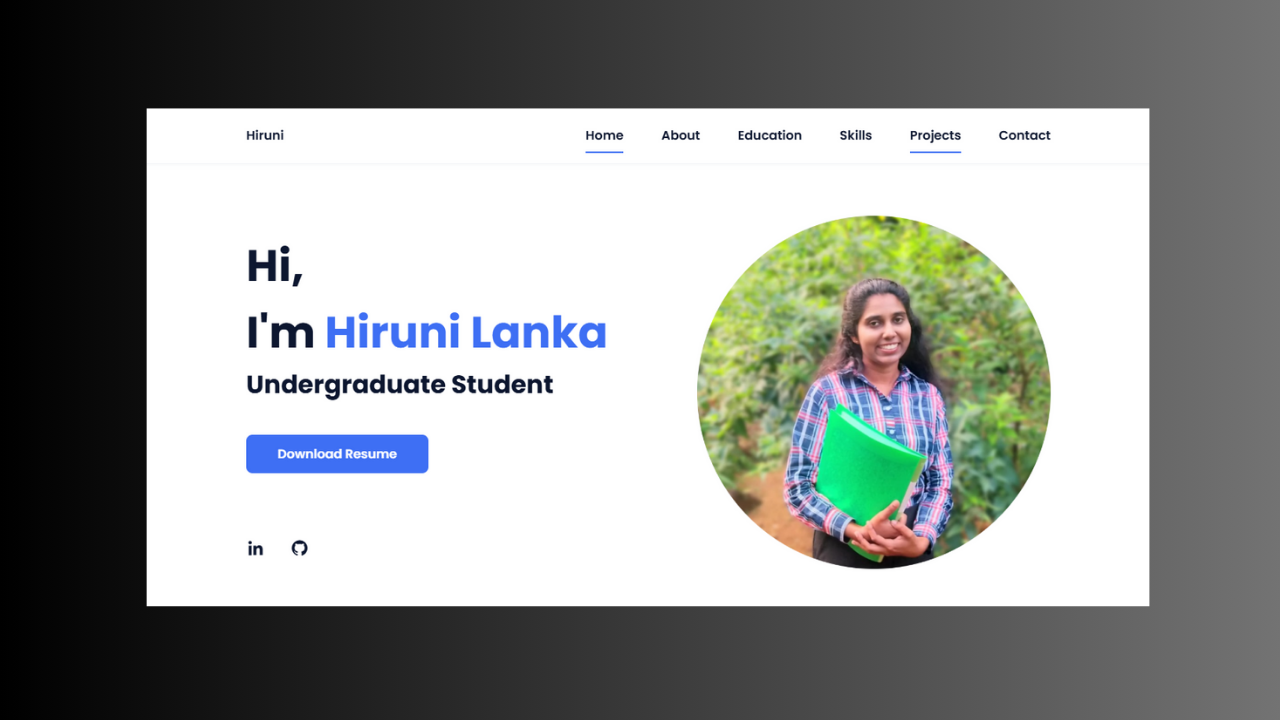 Hiruni Home About Education Skills Projects Contact
Hi,
I'm Hiruni Lanka
Undergraduate Student
Download Resume
in